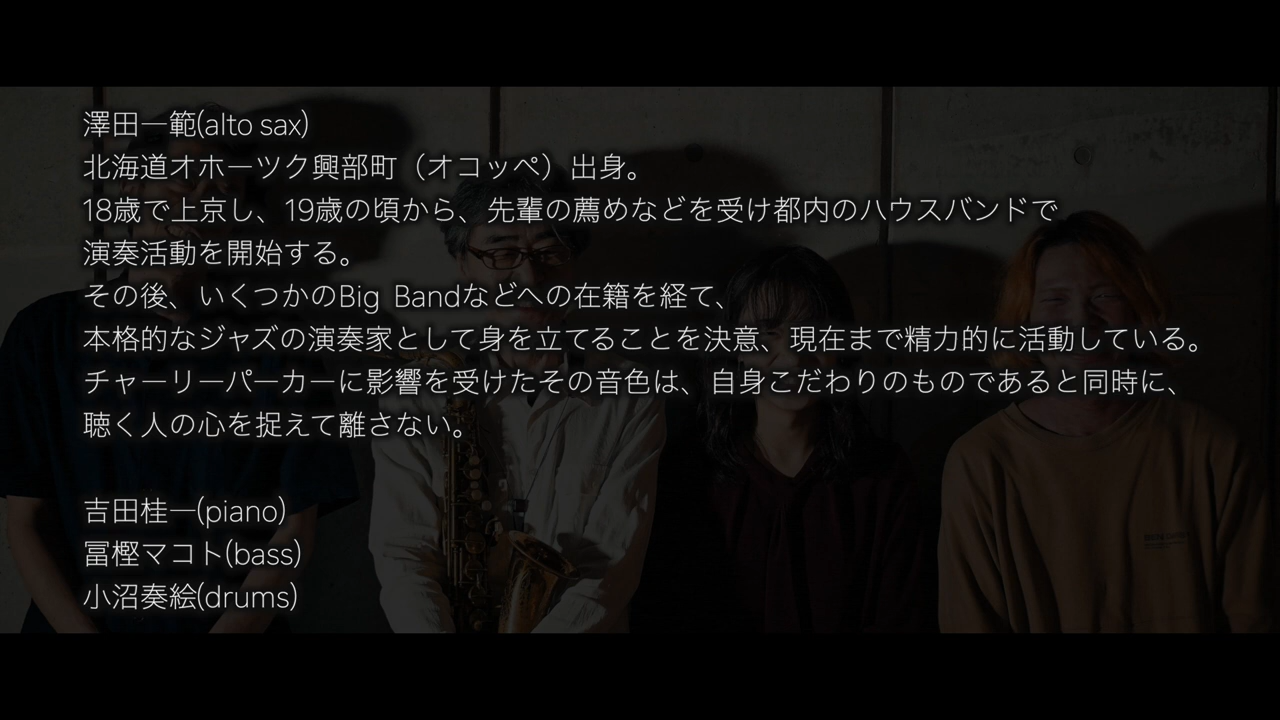 澤田一範(alto sax)
北海道オホーツク興部町（オコッペ）出身。
18歳で上京し、19歳の頃から、先輩の薦めなどを受け都内のハウスバンドで
演奏活動を開始する。
その後、いくつかのBig Bandなどへの在籍を経て、
本格的なジャズの演奏家として身を立てることを決意、現在まで精力的に活動している。
チャーリーパーカーに影響を受けたその音色は、自身こだわりのものであると同時に、
聴く人の心を捉えて離さない。
吉田桂一(piano)
冨樫マコト(bass)
小沼奏絵(drums)